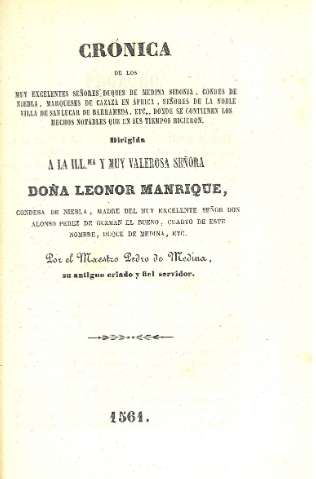 CRÓNICA
DE LOS
MUY EXCELENTES SEÑORES DUQUES DE MEDINA SIDONIA, CONDES DE
NIEBLA, MARQUESES DE CAZAZA EN ÁFRICA, SEÑORES DE LA NOBLE
VILLA DE SANLUCAR DE BARRAMEDA, ETC., DONDE SE CONTIENEN LOS
HECHOS NOTABLES QUE EN SUS TIEMPOS HICIERON.
Dirigida
A LA ILL.MA Y MUY VALEROSA SEÑORA
DOÑA LEONOR MANRIQUE,
CONDESA DE NIEBLA, MADRE DEL MUY EXCELENTE SEÑOR DON
ALONSO PEREZ DE GUZMAN EL BUENO, CUARTO DE ESTE
NOMBRE, DUQUE DE MEDINA, ETC.
Por el Maestro Pedro de Medina,
su antiguo criado y fiel servidor.
1561.